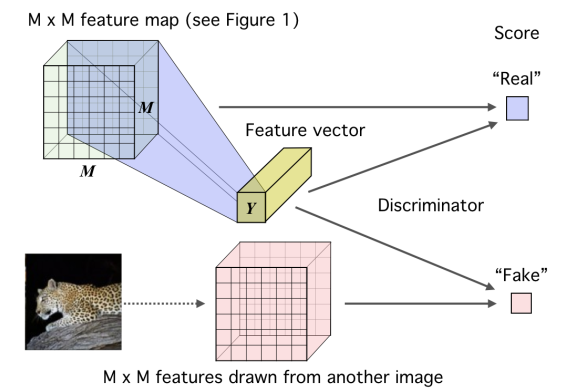 M x M feature map (see Figure 1)
Score
"Real"
M
Feature vector
M
Y
Discriminator
"Fake"
M x M features drawn from another image